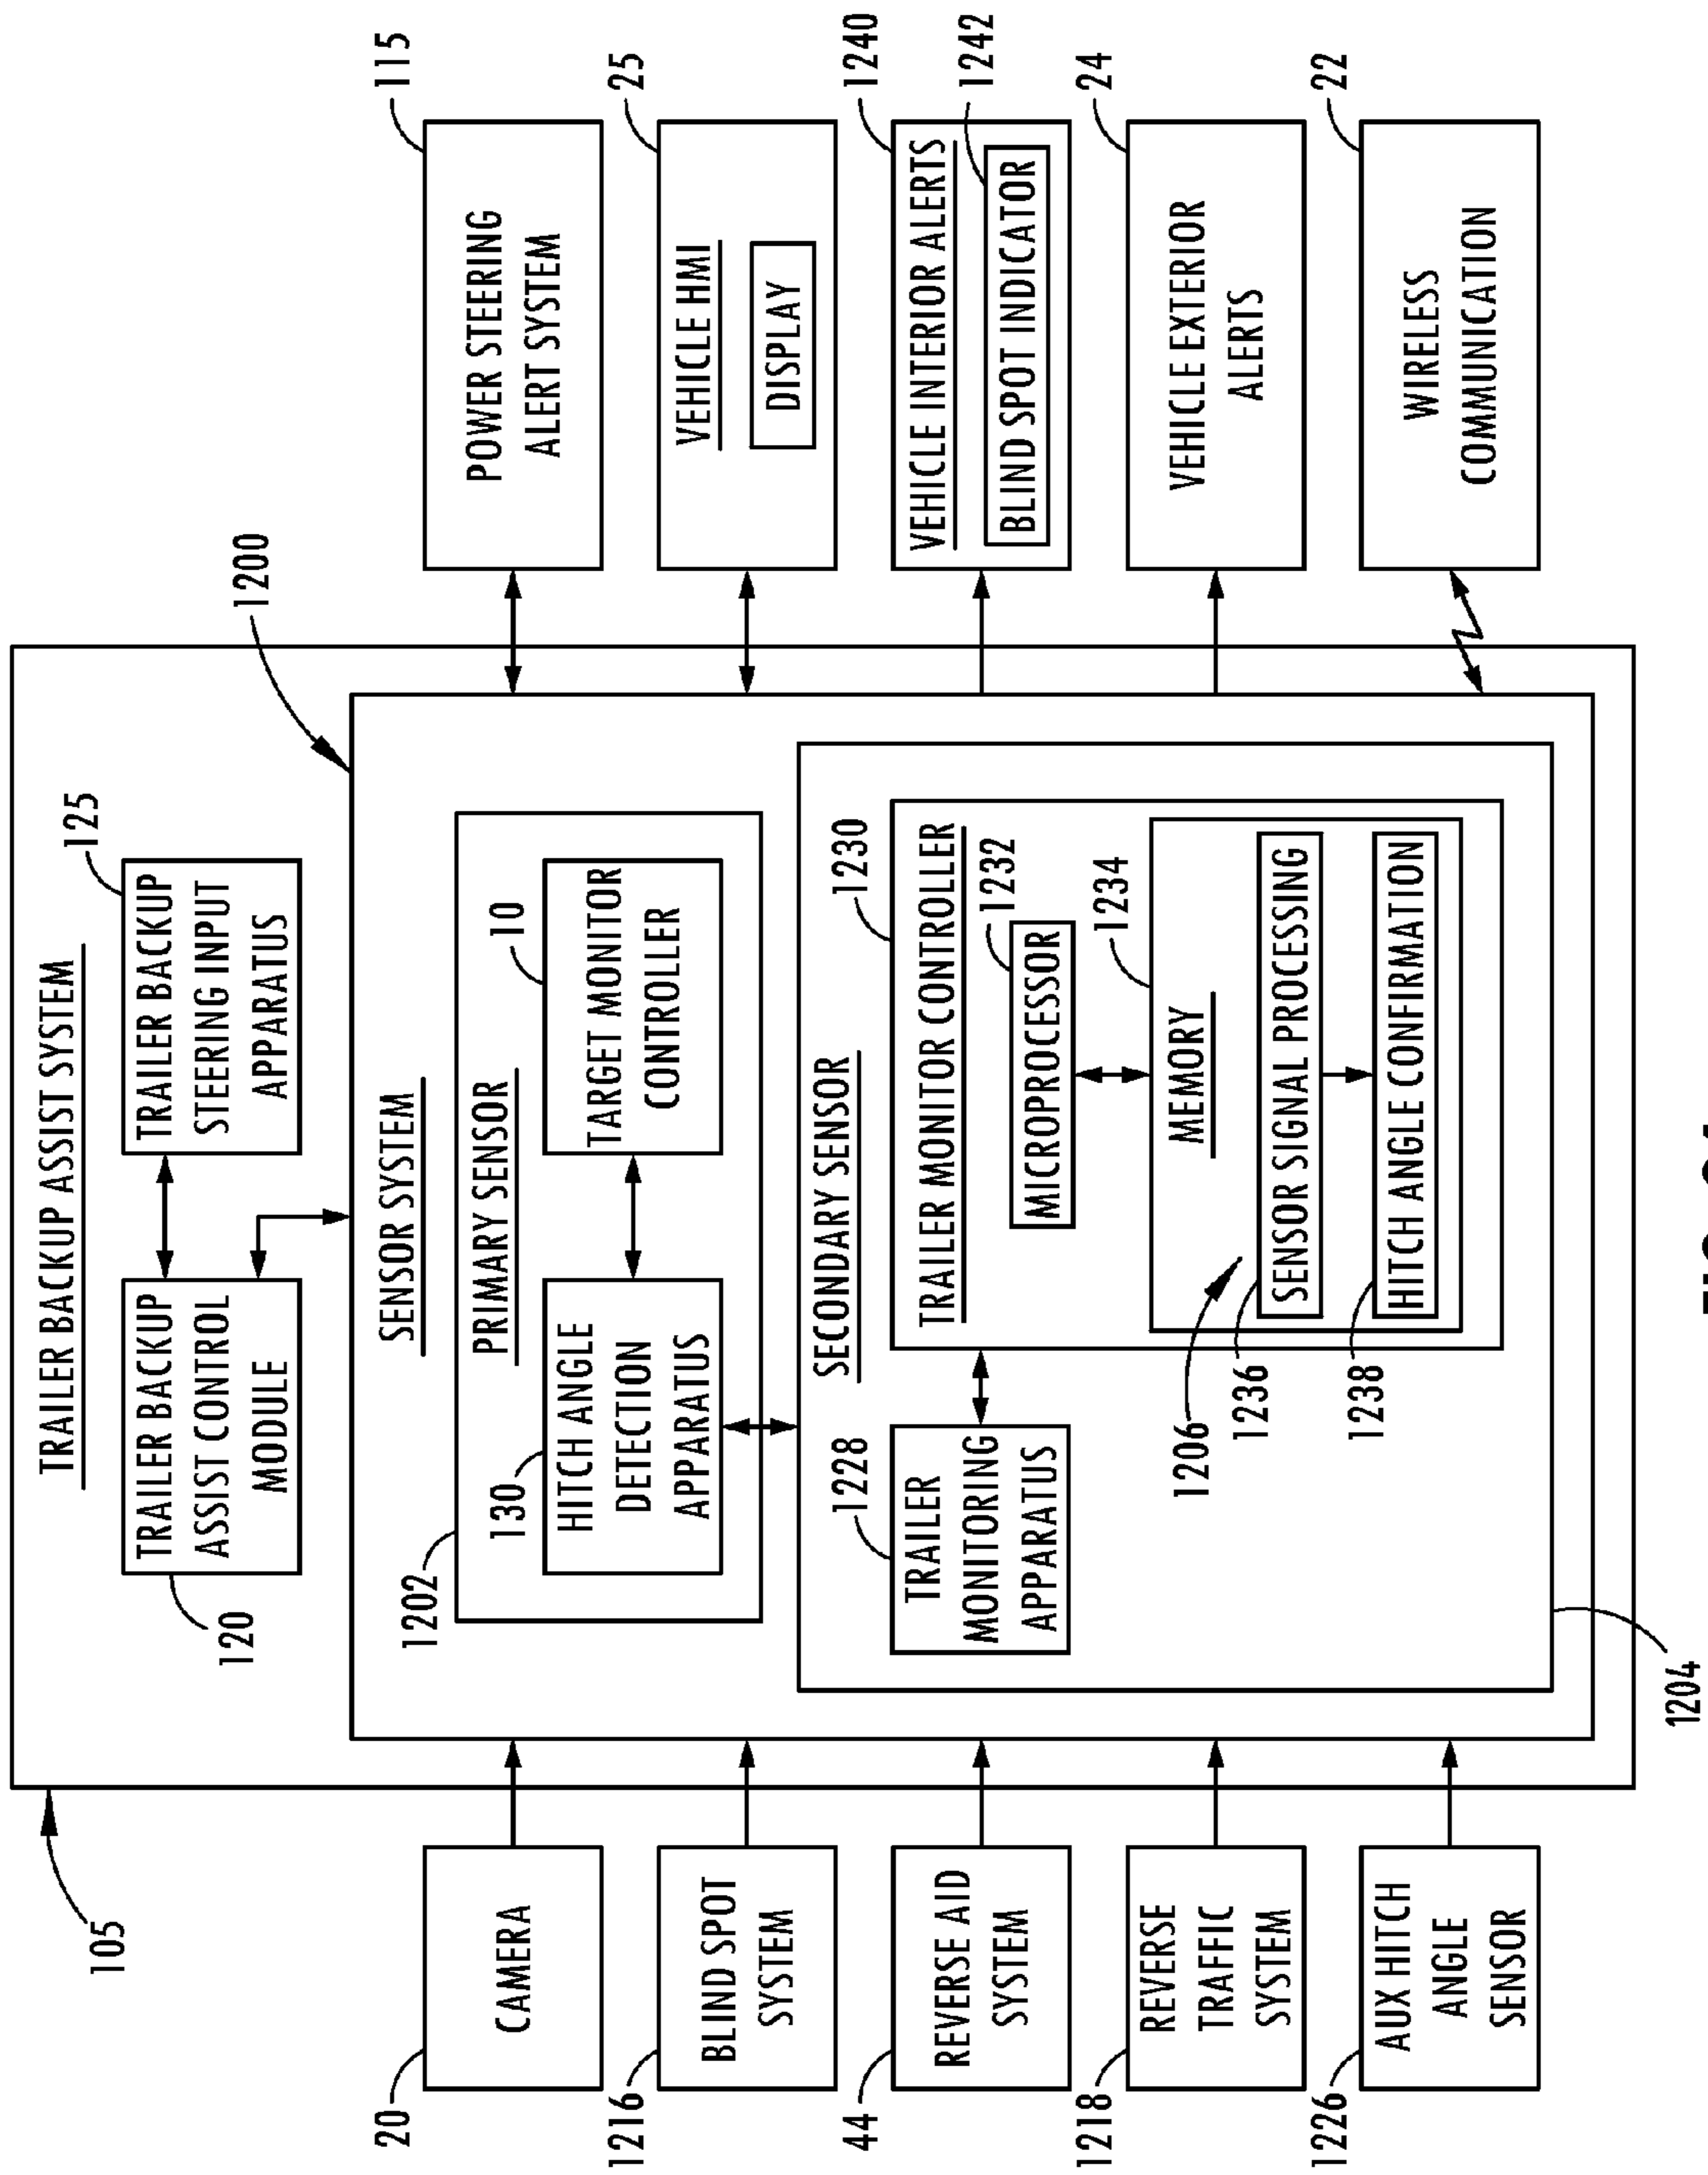 TRAILER BACKUP ASSIST SYSTEM
105
TRAILER BACKUP
ASSIST CONTROL
MODULE
120
TRAILER BACKUP
STEERING INPUT
APPARATUS
125
1200
SENSOR SYSTEM
1202
PRIMARY SENSOR
130
HITCH ANGLE
DETECTION
APPARATUS
10
TARGET MONITOR
CONTROLLER
SECONDARY SENSOR
1228
TRAILER
MONITORING
APPARATUS
1230
TRAILER MONITOR CONTROLLER
1232
MICROPROCESSOR
1234
MEMORY
1206
1236
SENSOR SIGNAL PROCESSING
1238
HITCH ANGLE CONFIRMATION
1204
20
CAMERA
1216
BLIND SPOT
SYSTEM
44
REVERSE AID
SYSTEM
1218
REVERSE
TRAFFIC
SYSTEM
1226
AUX HITCH
ANGLE
SENSOR
115
POWER STEERING
ALERT SYSTEM
25
VEHICLE HMI
DISPLAY
1240
VEHICLE INTERIOR ALERTS
1242
BLIND SPOT INDICATOR
24
VEHICLE EXTERIOR
ALERTS
22
WIRELESS
COMMUNICATION